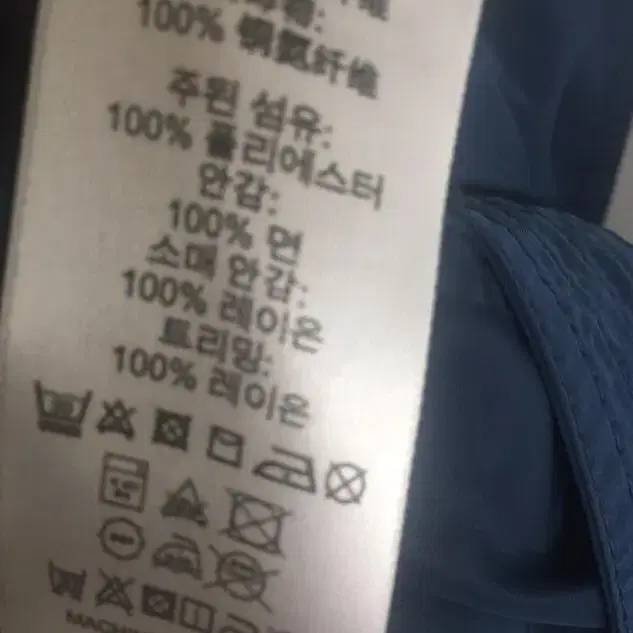 100% 铜氨纤维
주된 섬유:
100% 폴리에스터
안감:
100% 면
소매 안감:
100% 레이온
트리밍:
100% 레이온